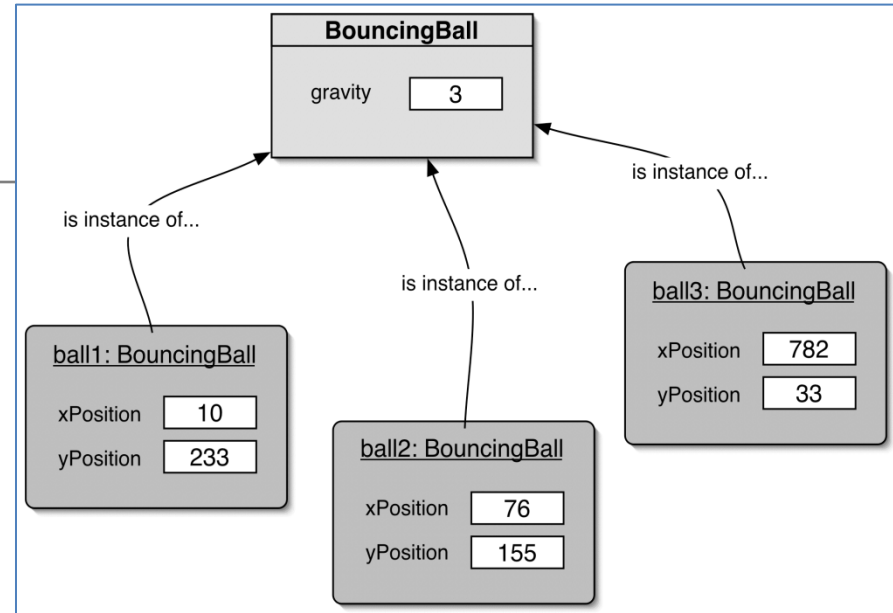 BouncingBall
gravity 3
is instance of...
is instance of...
is instance of...
ball1: BouncingBall
xPosition 10
yPosition 233
ball2: BouncingBall
xPosition 76
yPosition 155
ball3: BouncingBall
xPosition 782
yPosition 33